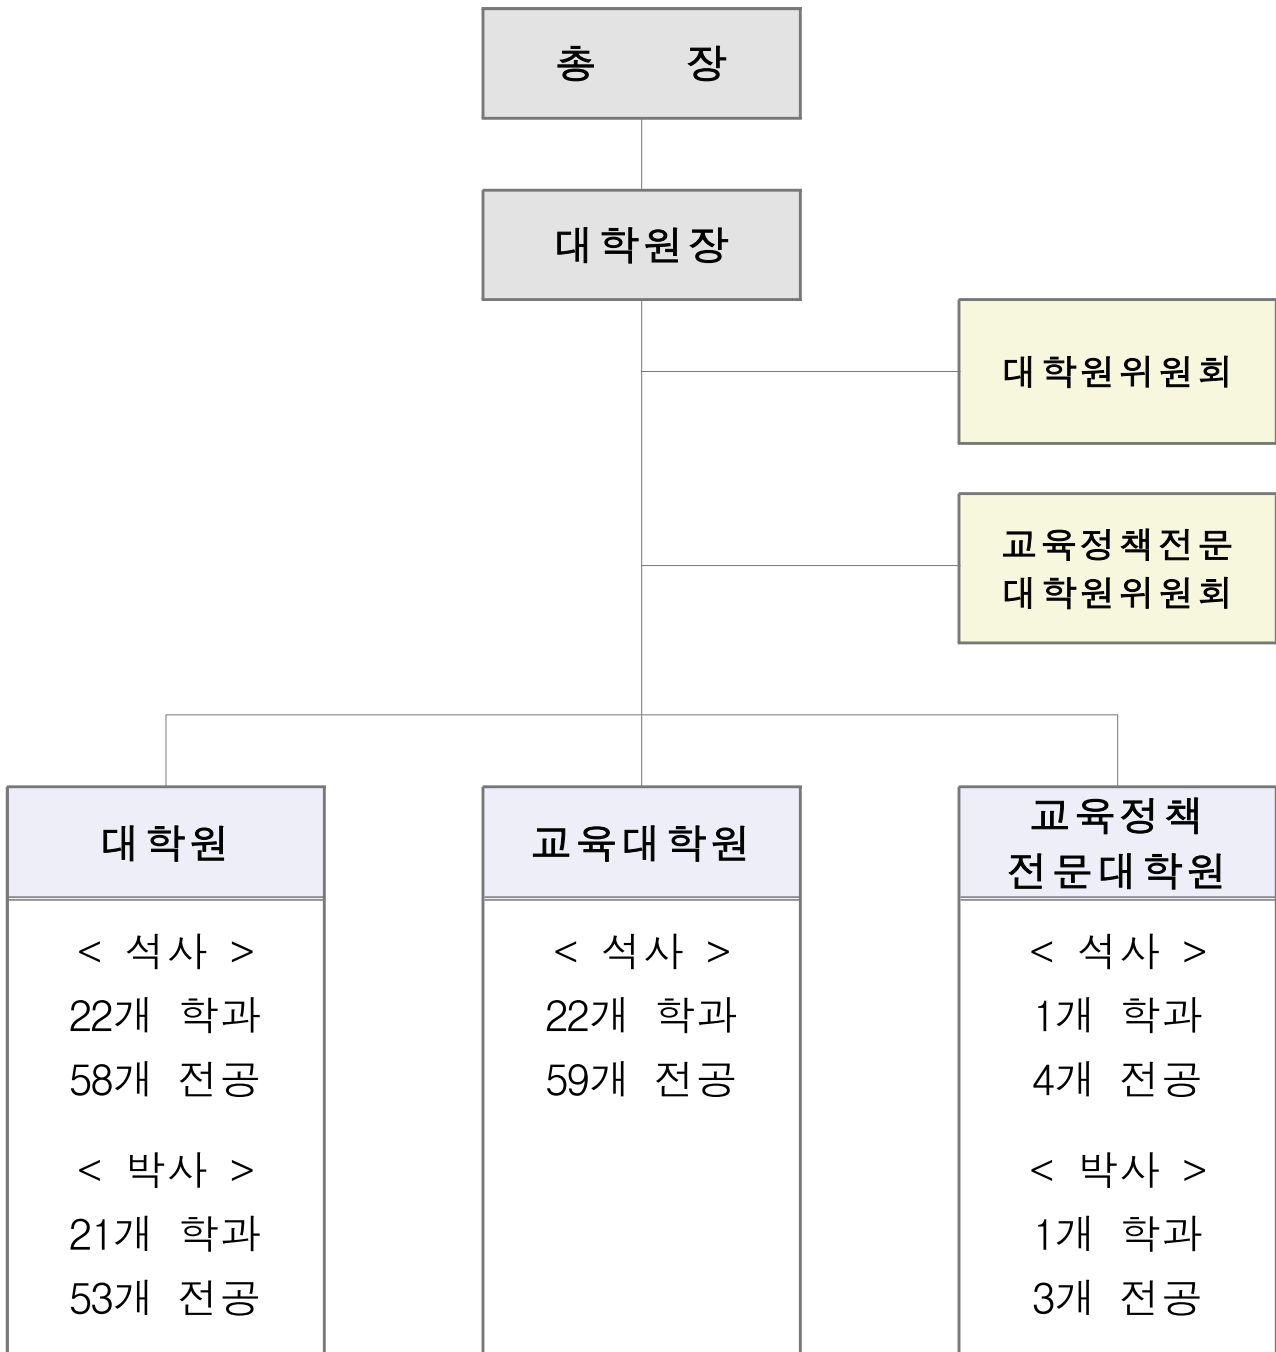 총 장
대학원장
대학원위원회
교육정책전문
대학원위원회
대학원
< 석사 >
22개 학과
58개 전공
< 박사 >
21개 학과
53개 전공
교육대학원
< 석사 >
22개 학과
59개 전공
교육정책
전문대학원
< 석사 >
1개 학과
4개 전공
< 박사 >
1개 학과
3개 전공